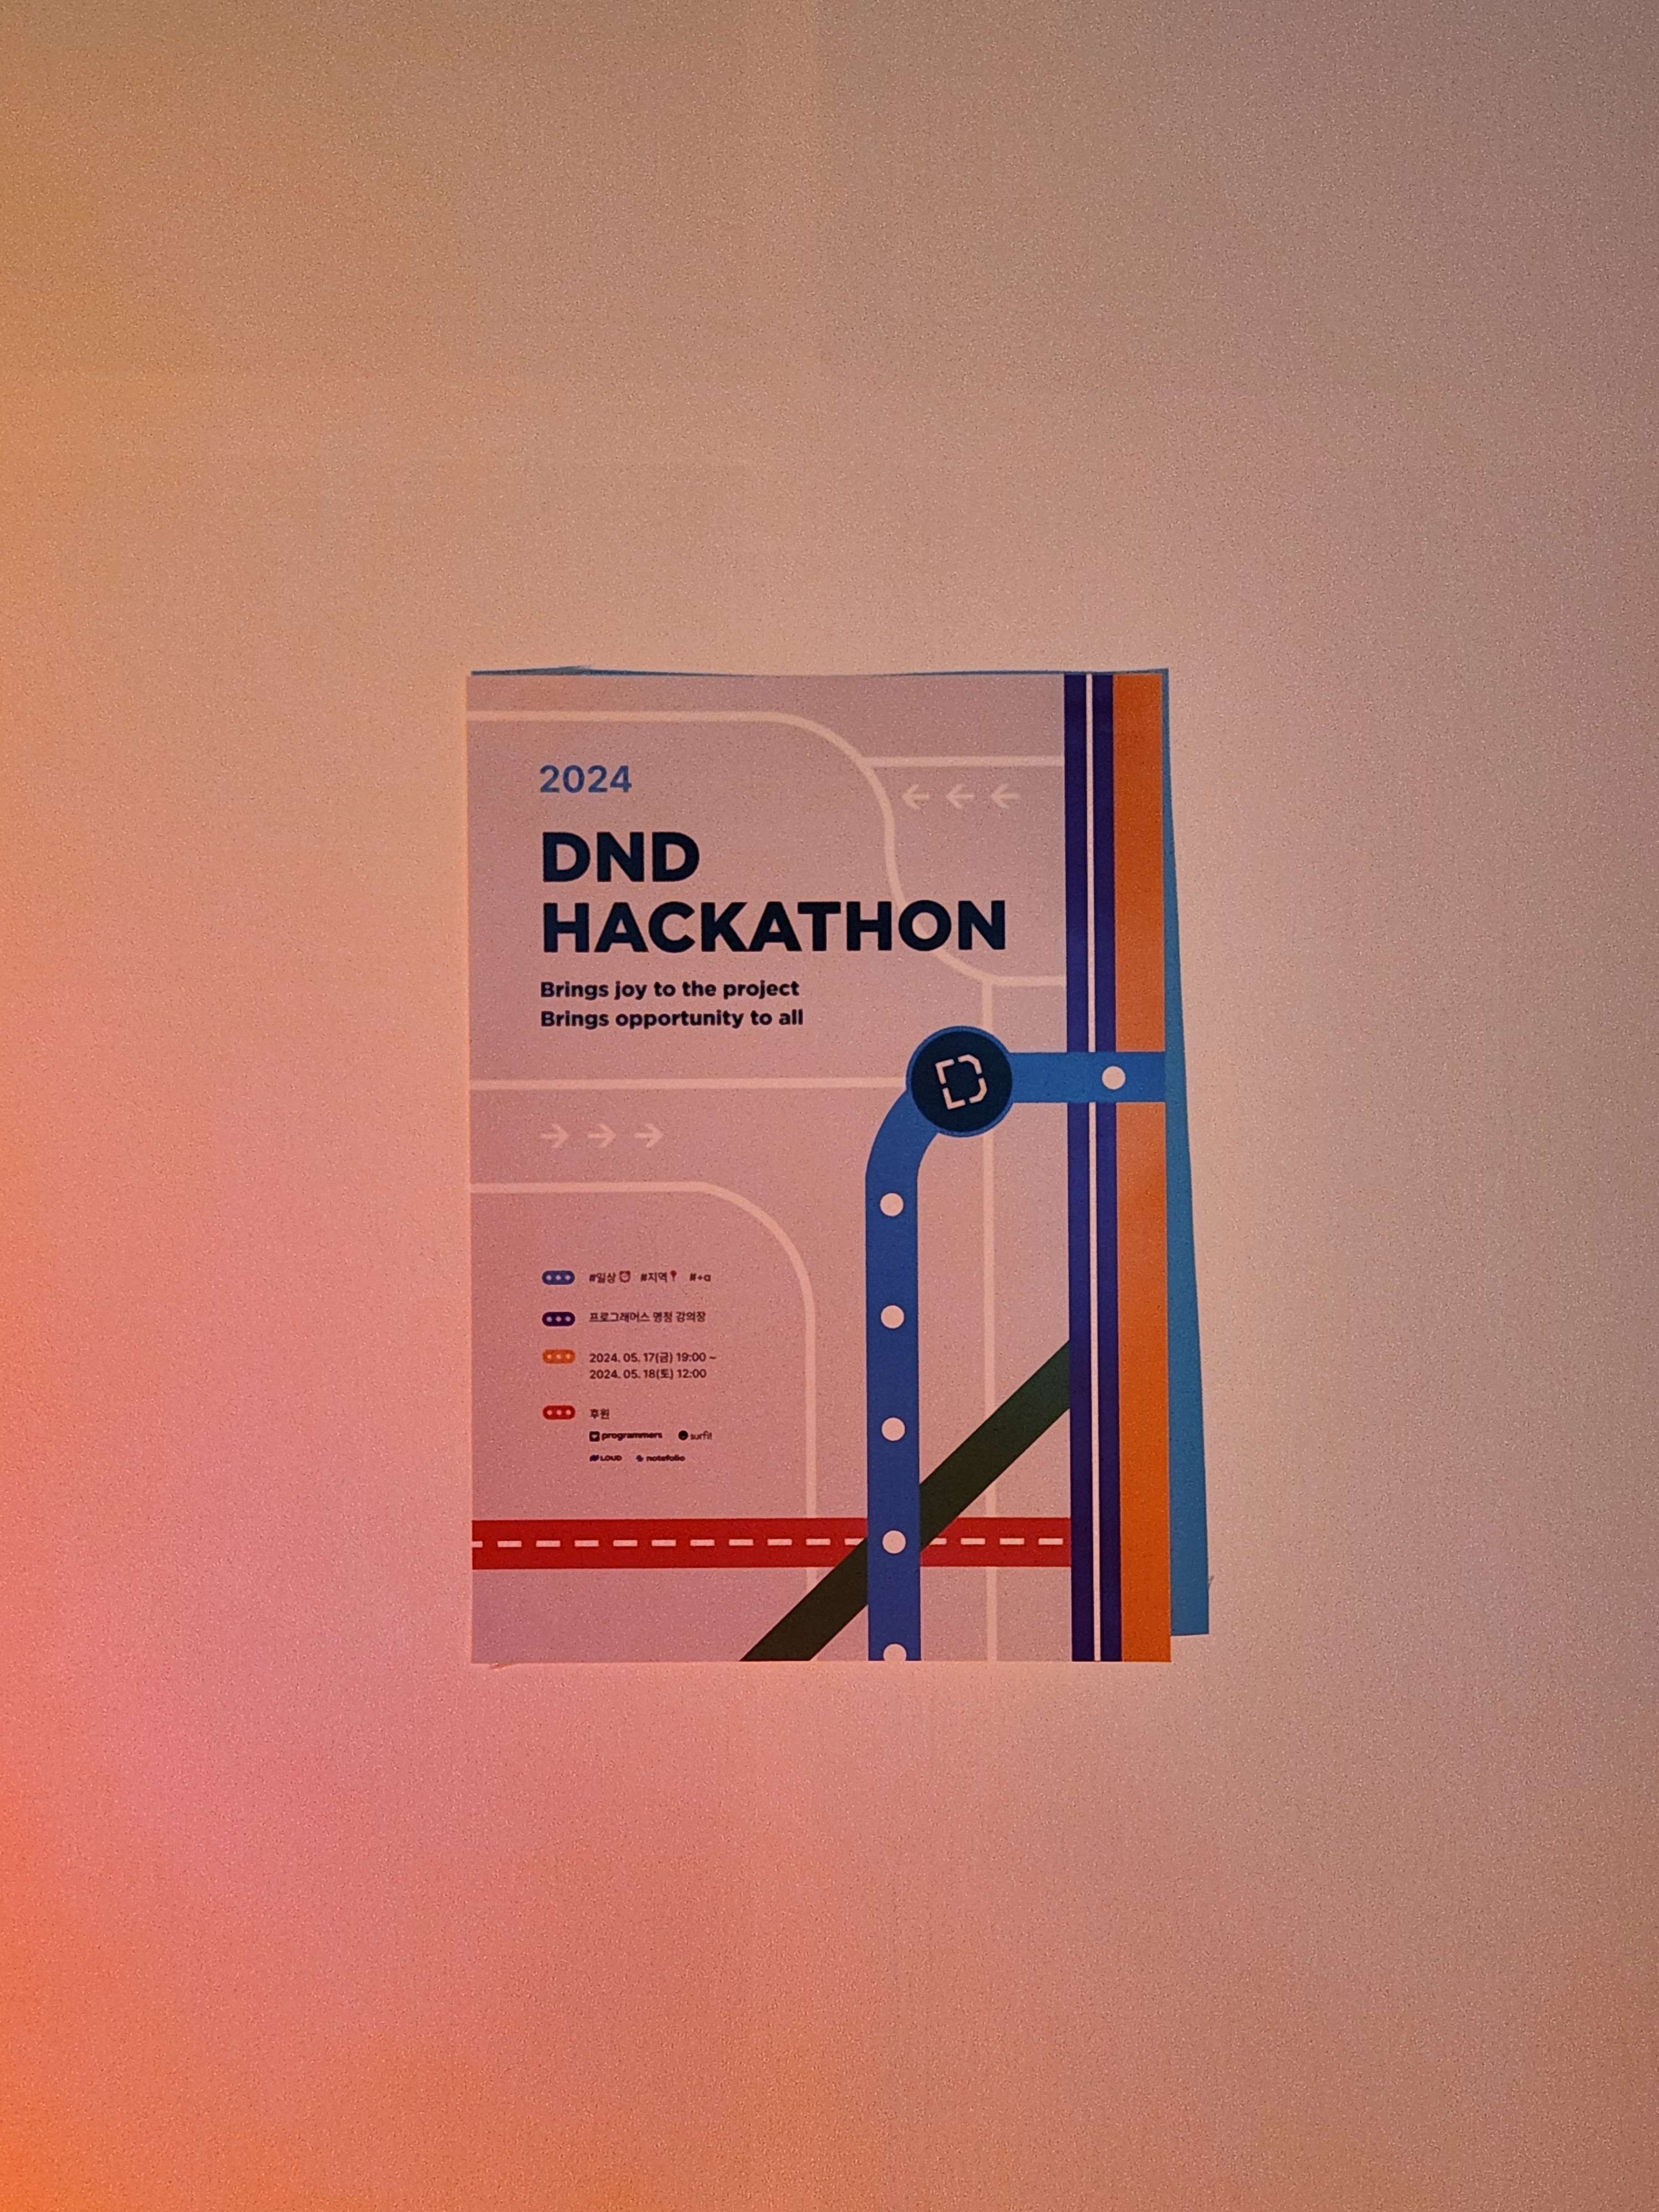 2024
DND
HACKATHON
Brings joy to the project
Brings opportunity to all
#일상 #지역 #+α
프로그래머스 명정 강의장
2024. 05. 17(금) 19:00 ~
2024. 05. 18(토) 12:00
후원
programmers surfit
LOUD notefolio